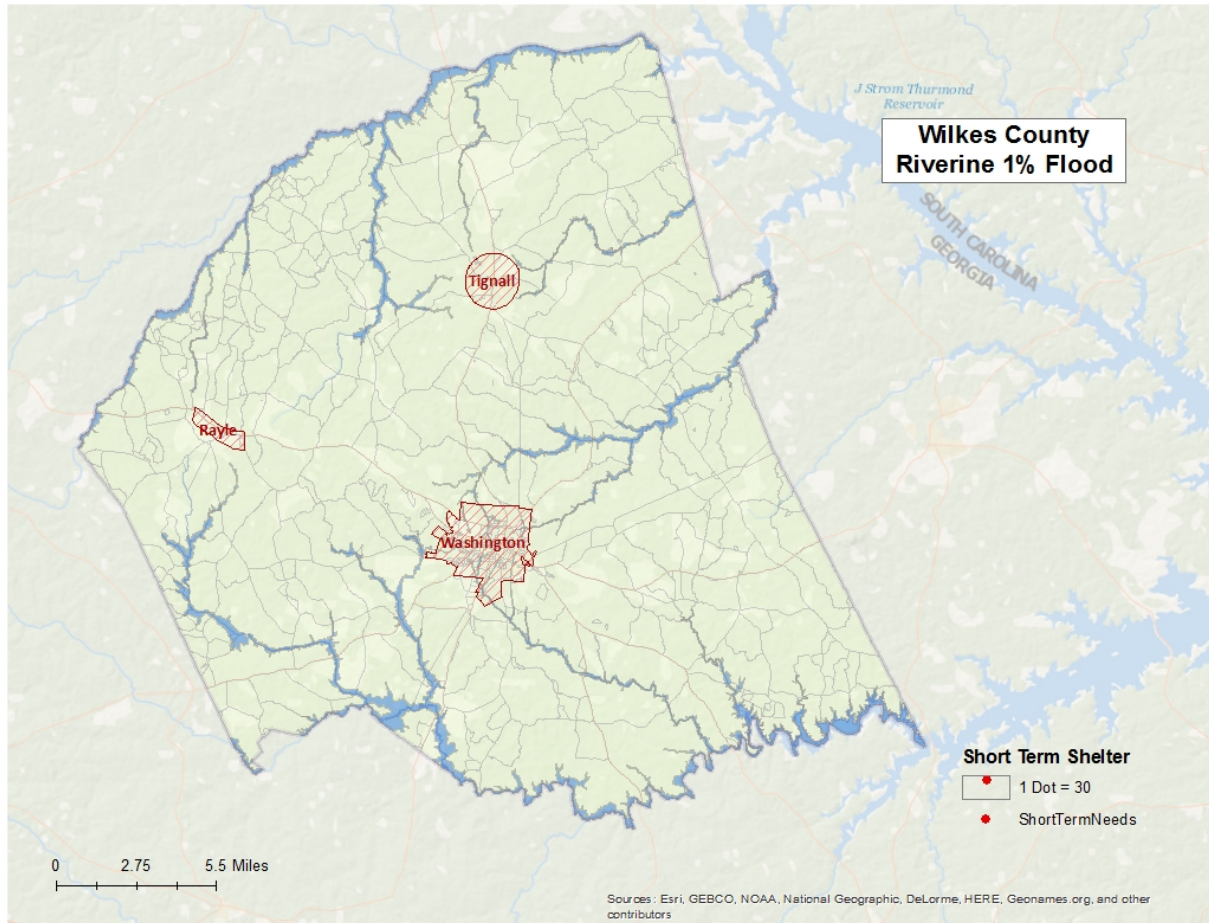 J Strom Thurmond
Reservoir
Wilkes County
Riverine 1% Flood
SOUTH CAROLINA
GEORGIA
Tignall
Rayle
Washington
Short Term Shelter
1 Dot = 30
ShortTermNeeds
0 2.75 5.5 Miles
Sources: Esri, GEBCO, NOAA, National Geographic, DeLorme, HERE, Geonames.org, and other
contributors